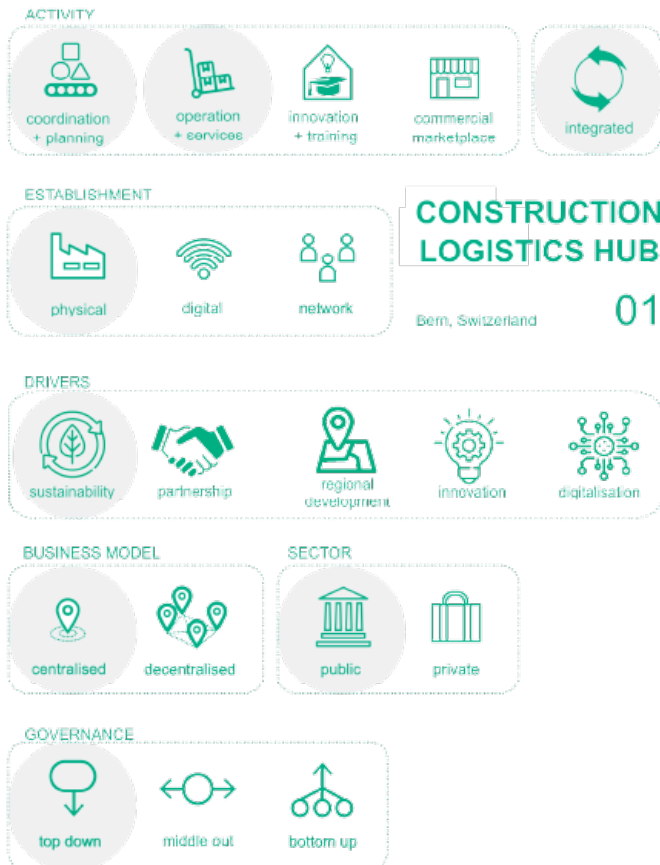 ACTIVITY
coordination
+ planning
operation
+ services
innovation
+ training
commercial
marketplace
integrated
ESTABLISHMENT
physical
digital
network
CONSTRUCTION
LOGISTICS HUB
Bern, Switzerland
01
DRIVERS
sustainability
partnership
regional
development
innovation
digitalisation
BUSINESS MODEL
centralised
decentralised
SECTOR
public
private
GOVERNANCE
top down
middle out
bottom up